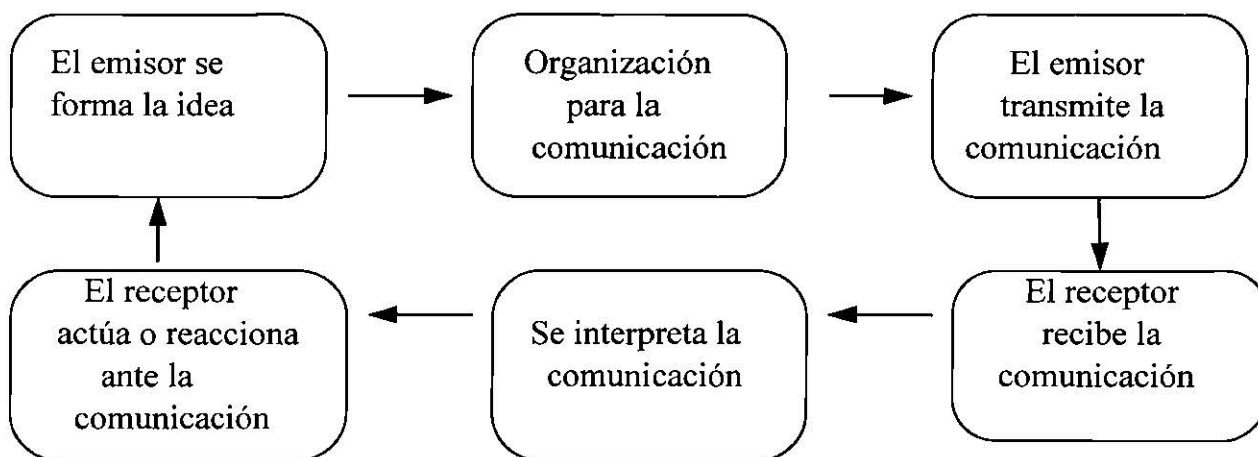 El emisor se
forma la idea
Organización
para la
comunicación
El emisor
transmite la
comunicación
El receptor
recibe la
comunicación
Se interpreta la
comunicación
El receptor
actúa o reacciona
ante la
comunicación